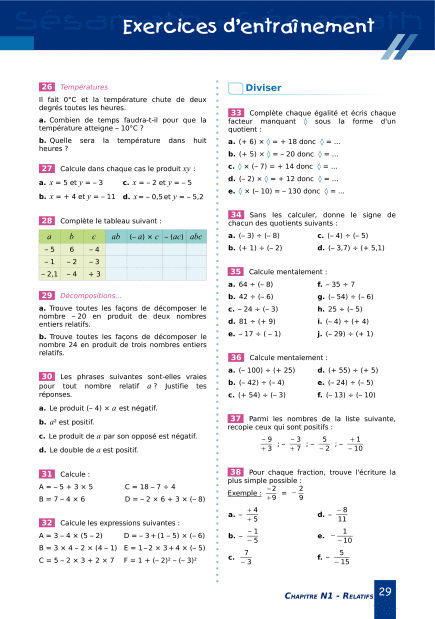 Exercices d'entraînement
26 Températures
Il fait 0°C et la température chute de deux
degrés toutes les heures.
a. Combien de temps faudra-t-il pour que la
température atteigne – 10°C ?
b. Quelle sera la température dans huit
heures ?
27 Calcule dans chaque cas le produit xy :
a. x = 5 et y = – 3 c. x = – 2 et y = – 5
b. x = + 4 et y = – 11 d. x = – 0,5 et y = – 5,2
28 Complète le tableau suivant :
a b c ab (– a) × c – (ac) abc
– 5 6 – 4
– 1 – 2 – 3
– 2,1 – 4 + 3
29 Décompositions...
a. Trouve toutes les façons de décomposer le
nombre – 20 en produit de deux nombres
entiers relatifs.
b. Trouve toutes les façons de décomposer le
nombre 24 en produit de trois nombres entiers
relatifs.
30 Les phrases suivantes sont-elles vraies
pour tout nombre relatif a ? Justifie tes
réponses.
a. Le produit (– 4) × a est négatif.
b. a² est positif.
c. Le produit de a par son opposé est négatif.
d. Le double de a est positif.
31 Calcule :
A = – 5 + 3 × 5 C = 18 – 7 ÷ 4
B = 7 – 4 × 6 D = – 2 × 6 + 3 × (– 8)
32 Calcule les expressions suivantes :
A = 3 – 4 × (5 – 2) D = – 3 + (1 – 5) × (– 6)
B = 3 × 4 – 2 × (4 – 1) E = 1–2 × 3 + 4 × (– 5)
C = 5 – 2 × 3 + 2 × 7 F = 1 + (– 2)² – (– 3)²
Diviser
33 Complète chaque égalité et écris chaque
facteur manquant ◊ sous la forme d'un
quotient :
a. (+ 6) × ◊ = + 18 donc ◊ = ...
b. (+ 5) × ◊ = – 20 donc ◊ = ...
c. ◊ × (– 7) = + 14 donc ◊ = ...
d. (– 2) × ◊ = + 12 donc ◊ = ...
e. ◊ × (– 10) = – 130 donc ◊ = ...
34 Sans les calculer, donne le signe de
chacun des quotients suivants :
a. (– 3) ÷ (– 8) c. (– 4) ÷ (– 5)
b. (+ 1) ÷ (– 2) d. (– 3,7) ÷ (+ 5,1)
35 Calcule mentalement :
a. 64 ÷ (– 8) f. – 35 ÷ 7
b. 42 ÷ (– 6) g. (– 54) ÷ (– 6)
c. – 24 ÷ (– 3) h. 25 ÷ (– 5)
d. 81 ÷ (+ 9) i. (– 4) ÷ (+ 4)
e. – 17 ÷ ( – 1) j. (– 29) ÷ (+ 1)
36 Calcule mentalement :
a. (– 100) ÷ (+ 25) d. (+ 55) ÷ (+ 5)
b. (– 42) ÷ (– 4) e. (– 24) ÷ (– 5)
c. (+ 54) ÷ (– 3) f. (– 13) ÷ (– 10)
37 Parmi les nombres de la liste suivante,
recopie ceux qui sont positifs :
– 9/+ 3 ; – – 3/+ 7 ; – 5/– 2 ; – + 1/– 10
38 Pour chaque fraction, trouve l'écriture la
plus simple possible :
Exemple : –2/+9 = – 2/9
a. – + 4/+ 5 d. – – 8/11
b. – – 1/– 5 e. – 1/–10
c. 7/– 3 f. – 5/– 15
Chapitre N1 - Relatifs 29